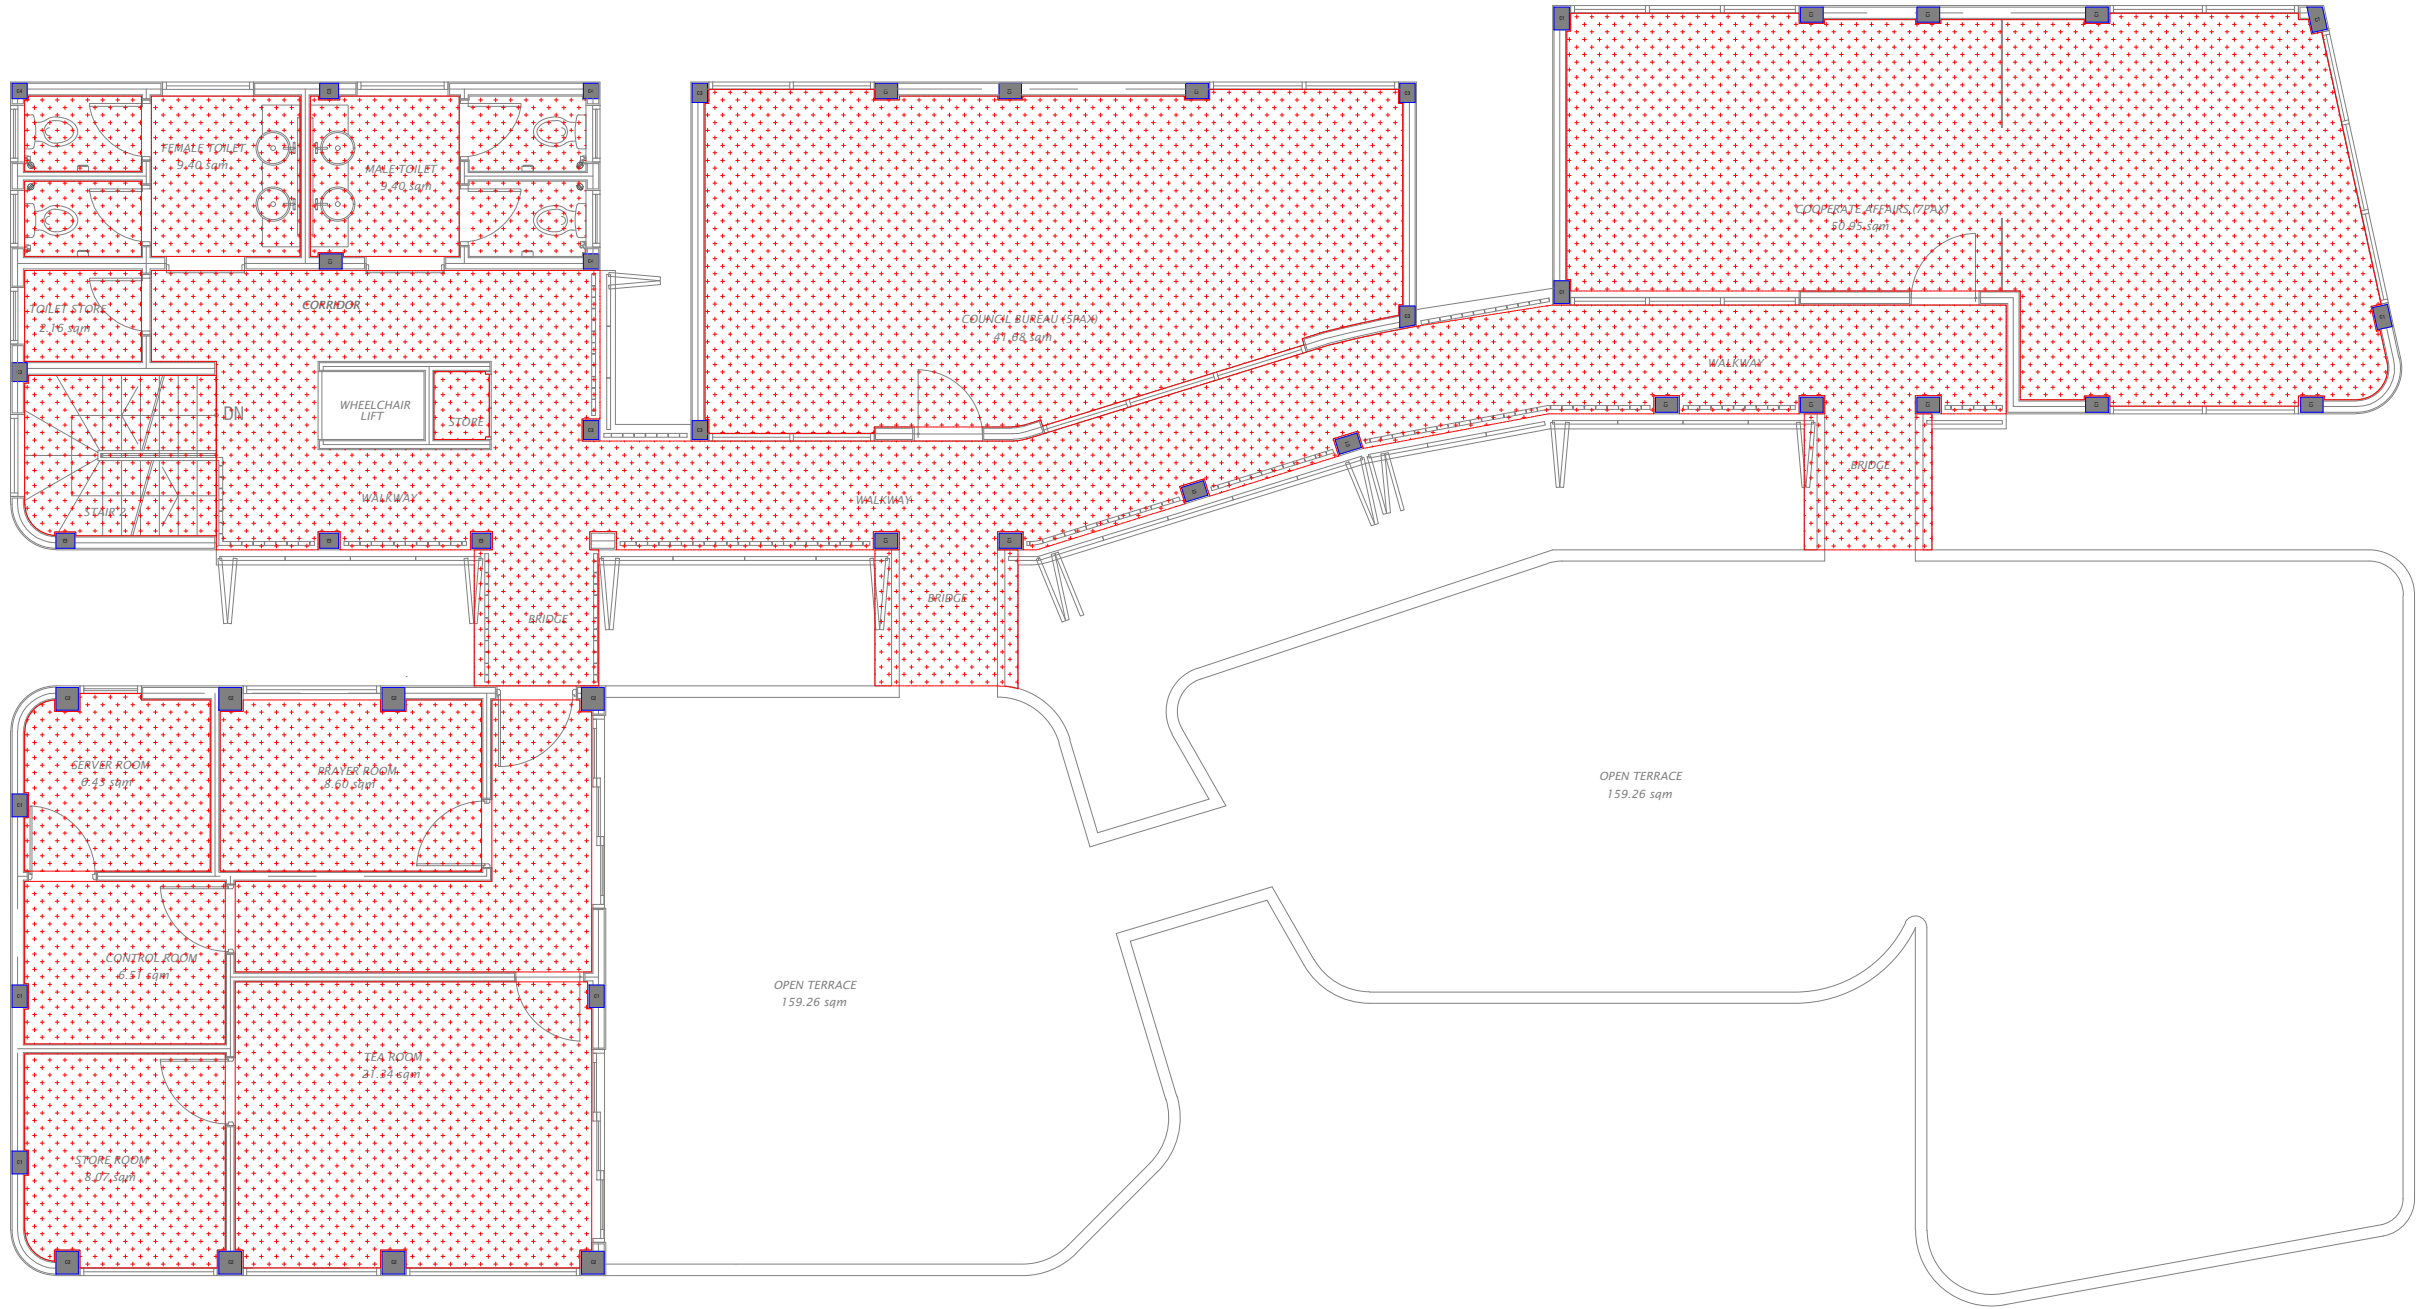 FEMALE TOILET
9.40 sqm
MALE TOILET
9.40 sqm
COOPERATE AFFAIRS (7PAX)
50.95 sqm
TOILET STORE
2.16 sqm
CORRIDOR
COUNCIL BUREAU (5PAX)
41.68 sqm
WALKWAY
DN
WHEELCHAIR
LIFT
STORE
BRIDGE
STAIR 2
WALKWAY
WALKWAY
BRIDGE
BRIDGE
SERVER ROOM
6.43 sqm
PRAYER ROOM
8.60 sqm
OPEN TERRACE
159.26 sqm
CONTROL ROOM
6.51 sqm
OPEN TERRACE
159.26 sqm
TEA ROOM
21.34 sqm
STORE ROOM
8.07 sqm